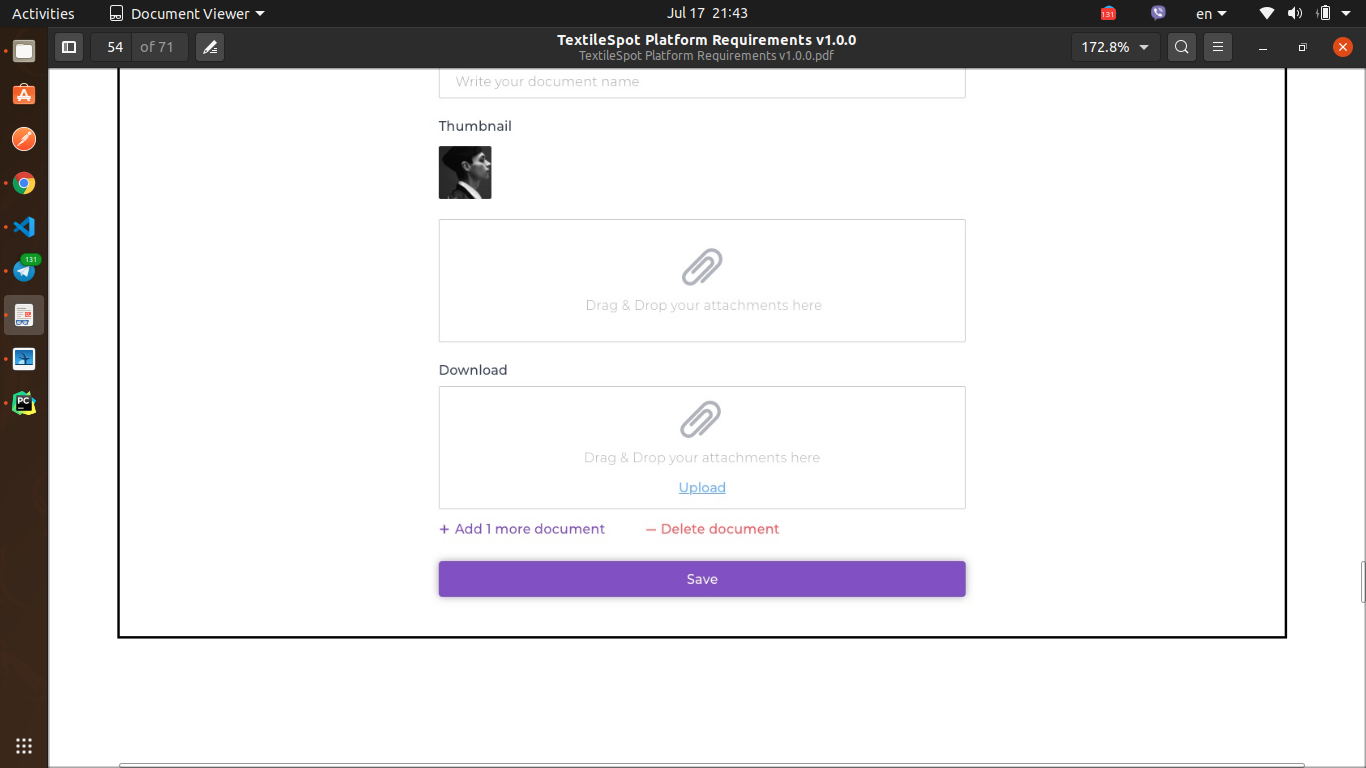 Activities
Document Viewer
Jul 17 21:43
131
en
54 of 71
TextileSpot Platform Requirements v1.0.0
TextileSpot Platform Requirements v1.0.0.pdf
172.8%
Write your document name
Thumbnail
Drag & Drop your attachments here
131
Download
PC
Drag & Drop your attachments here
Upload
+ Add 1 more document
— Delete document
Save